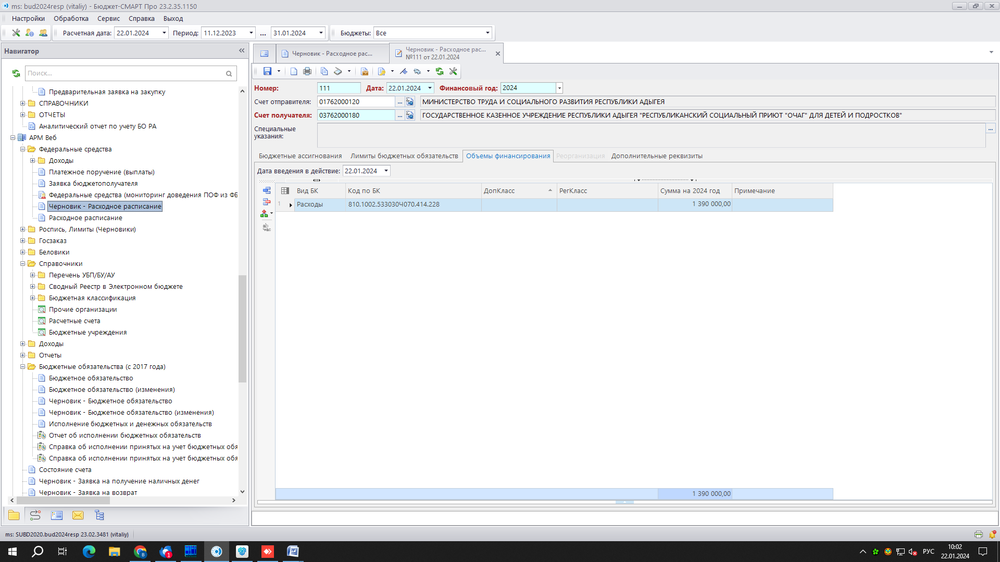 ms: bud2024resp (vitaliy) - Бюджет-СМАРТ Про 23.2.35.1150
Настройки Обработка Сервис Справка Выход
Расчетная дата: 22.01.2024 Период: 11.12.2023 ... 31.01.2024 Бюджеты: Все
Навигатор
Поиск...
Предварительная заявка на закупку
СПРАВОЧНИКИ
ОТЧЕТЫ
Аналитический отчет по учету БО РА
АРМ Веб
Федеральные средства
Доходы
Платежное поручение (выплаты)
Заявка бюджетополучателя
Федеральные средства (мониторинг доведения ПОФ из ФБ
Черновик - Расходное расписание
Расходное расписание
Роспись, Лимиты (Черновики)
Госзаказ
Беловики
Справочники
Перечень УБП/БУ/АУ
Сводный Реестр в Электронном бюджете
Бюджетная классификация
Прочие организации
Расчетные счета
Бюджетные учреждения
Доходы
Отчеты
Бюджетные обязательства (с 2017 года)
Бюджетное обязательство
Бюджетное обязательство (изменения)
Черновик - Бюджетное обязательство
Черновик - Бюджетное обязательство (изменения)
Исполнение бюджетных и денежных обязательств
Отчет об исполнении бюджетных обязательств
Справка об исполнении принятых на учет бюджетных обя
Справка об исполнении принятых на учет бюджетных обя
Состояние счета
Черновик - Заявка на получение наличных денег
Черновик - Заявка на возврат
Черновик - Расходное рас...
Черновик - Расходное рас...
№111 от 22.01.2024
Номер: 111 Дата: 22.01.2024 Финансовый год: 2024
Счет отправителя: 01762000120 ... МИНИСТЕРСТВО ТРУДА И СОЦИАЛЬНОГО РАЗВИТИЯ РЕСПУБЛИКИ АДЫГЕЯ
Счет получателя: 03762000180 ... ГОСУДАРСТВЕННОЕ КАЗЕННОЕ УЧРЕЖДЕНИЕ РЕСПУБЛИКИ АДЫГЕЯ "РЕСПУБЛИКАНСКИЙ СОЦИАЛЬНЫЙ ПРИЮТ "ОЧАГ" ДЛЯ ДЕТЕЙ И ПОДРОСТКОВ"
Специальные
указания:
...
Бюджетные ассигнования Лимиты бюджетных обязательств Объемы финансирования Реорганизация Дополнительные реквизиты
Дата введения в действие: 22.01.2024
Вид БК Код по БК ДопКласс РегКласс Сумма на 2024 год Примечание
1 Расходы 810.1002.533030Ч070.414.228 1 390 000,00
1 390 000,00
ms: SUBD2020.bud2024resp 23.02.3481 (vitaliy)
РУС
10:02
22.01.2024